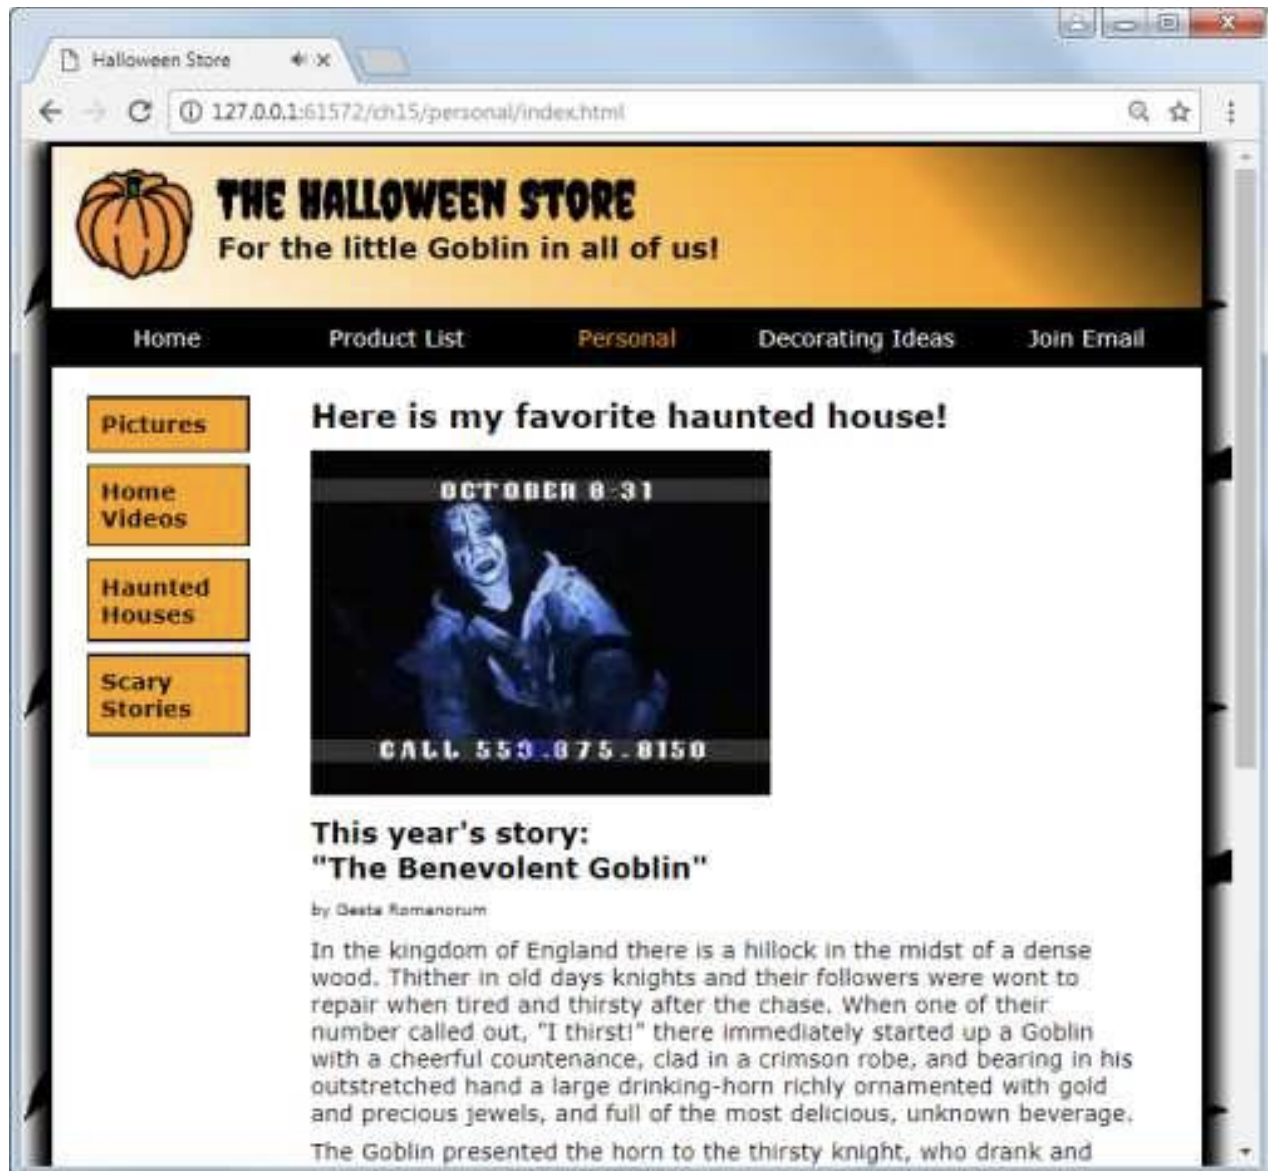 Halloween Store
127.0.0.1:61572/ch15/personal/index.html
THE HALLOWEEN STORE
For the little Goblin in all of us!
Home Product List Personal Decorating Ideas Join Email
Pictures
Home
Videos
Haunted
Houses
Scary
Stories
Here is my favorite haunted house!
OCTOBER 8-31
CALL
This year's story:
"The Benevolent Goblin"
by Gesta Romanorum
In the kingdom of England there is a hillock in the midst of a dense
wood. Thither in old days knights and their followers were wont to
repair when tired and thirsty after the chase. When one of their
number called out, "I thirst!" there immediately started up a Goblin
with a cheerful countenance, clad in a crimson robe, and bearing in his
outstretched hand a large drinking-horn richly ornamented with gold
and precious jewels, and full of the most delicious, unknown beverage.
The Goblin presented the horn to the thirsty knight, who drank and